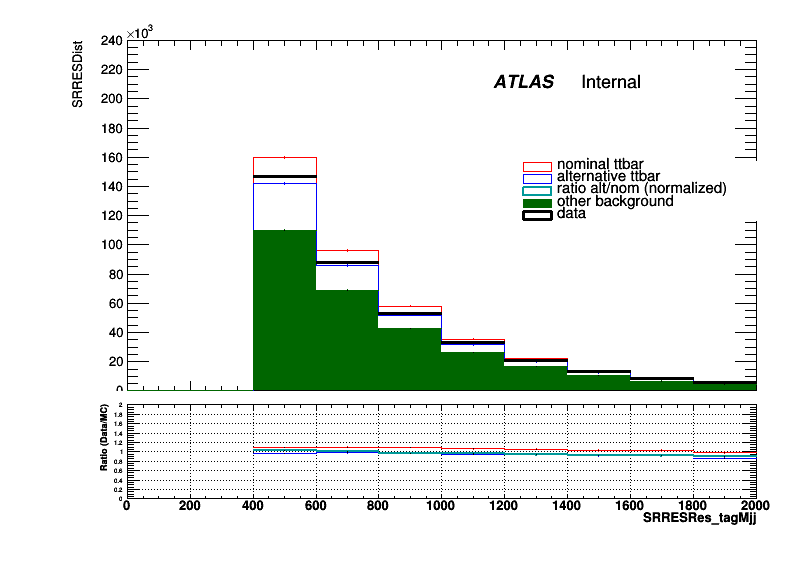 ×10³
SRRESDist
240
220
200
180
160
140
120
100
80
60
40
20
0
ATLAS Internal
nominal ttbar
alternative ttbar
ratio alt/nom (normalized)
other background
data
Ratio (Data/MC)
2
1.8
1.6
1.4
1.2
1
0.8
0.6
0.4
0.2
0
0 200 400 600 800 1000 1200 1400 1600 1800 2000
SRRESRes_tagMjj